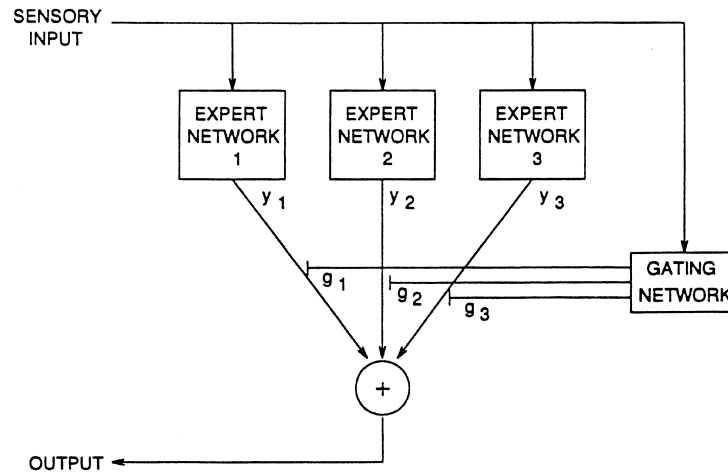 SENSORY
INPUT
EXPERT
NETWORK
1
EXPERT
NETWORK
2
EXPERT
NETWORK
3
y 1
y 2
y 3
g 1
g 2
g 3
GATING
NETWORK
+
OUTPUT